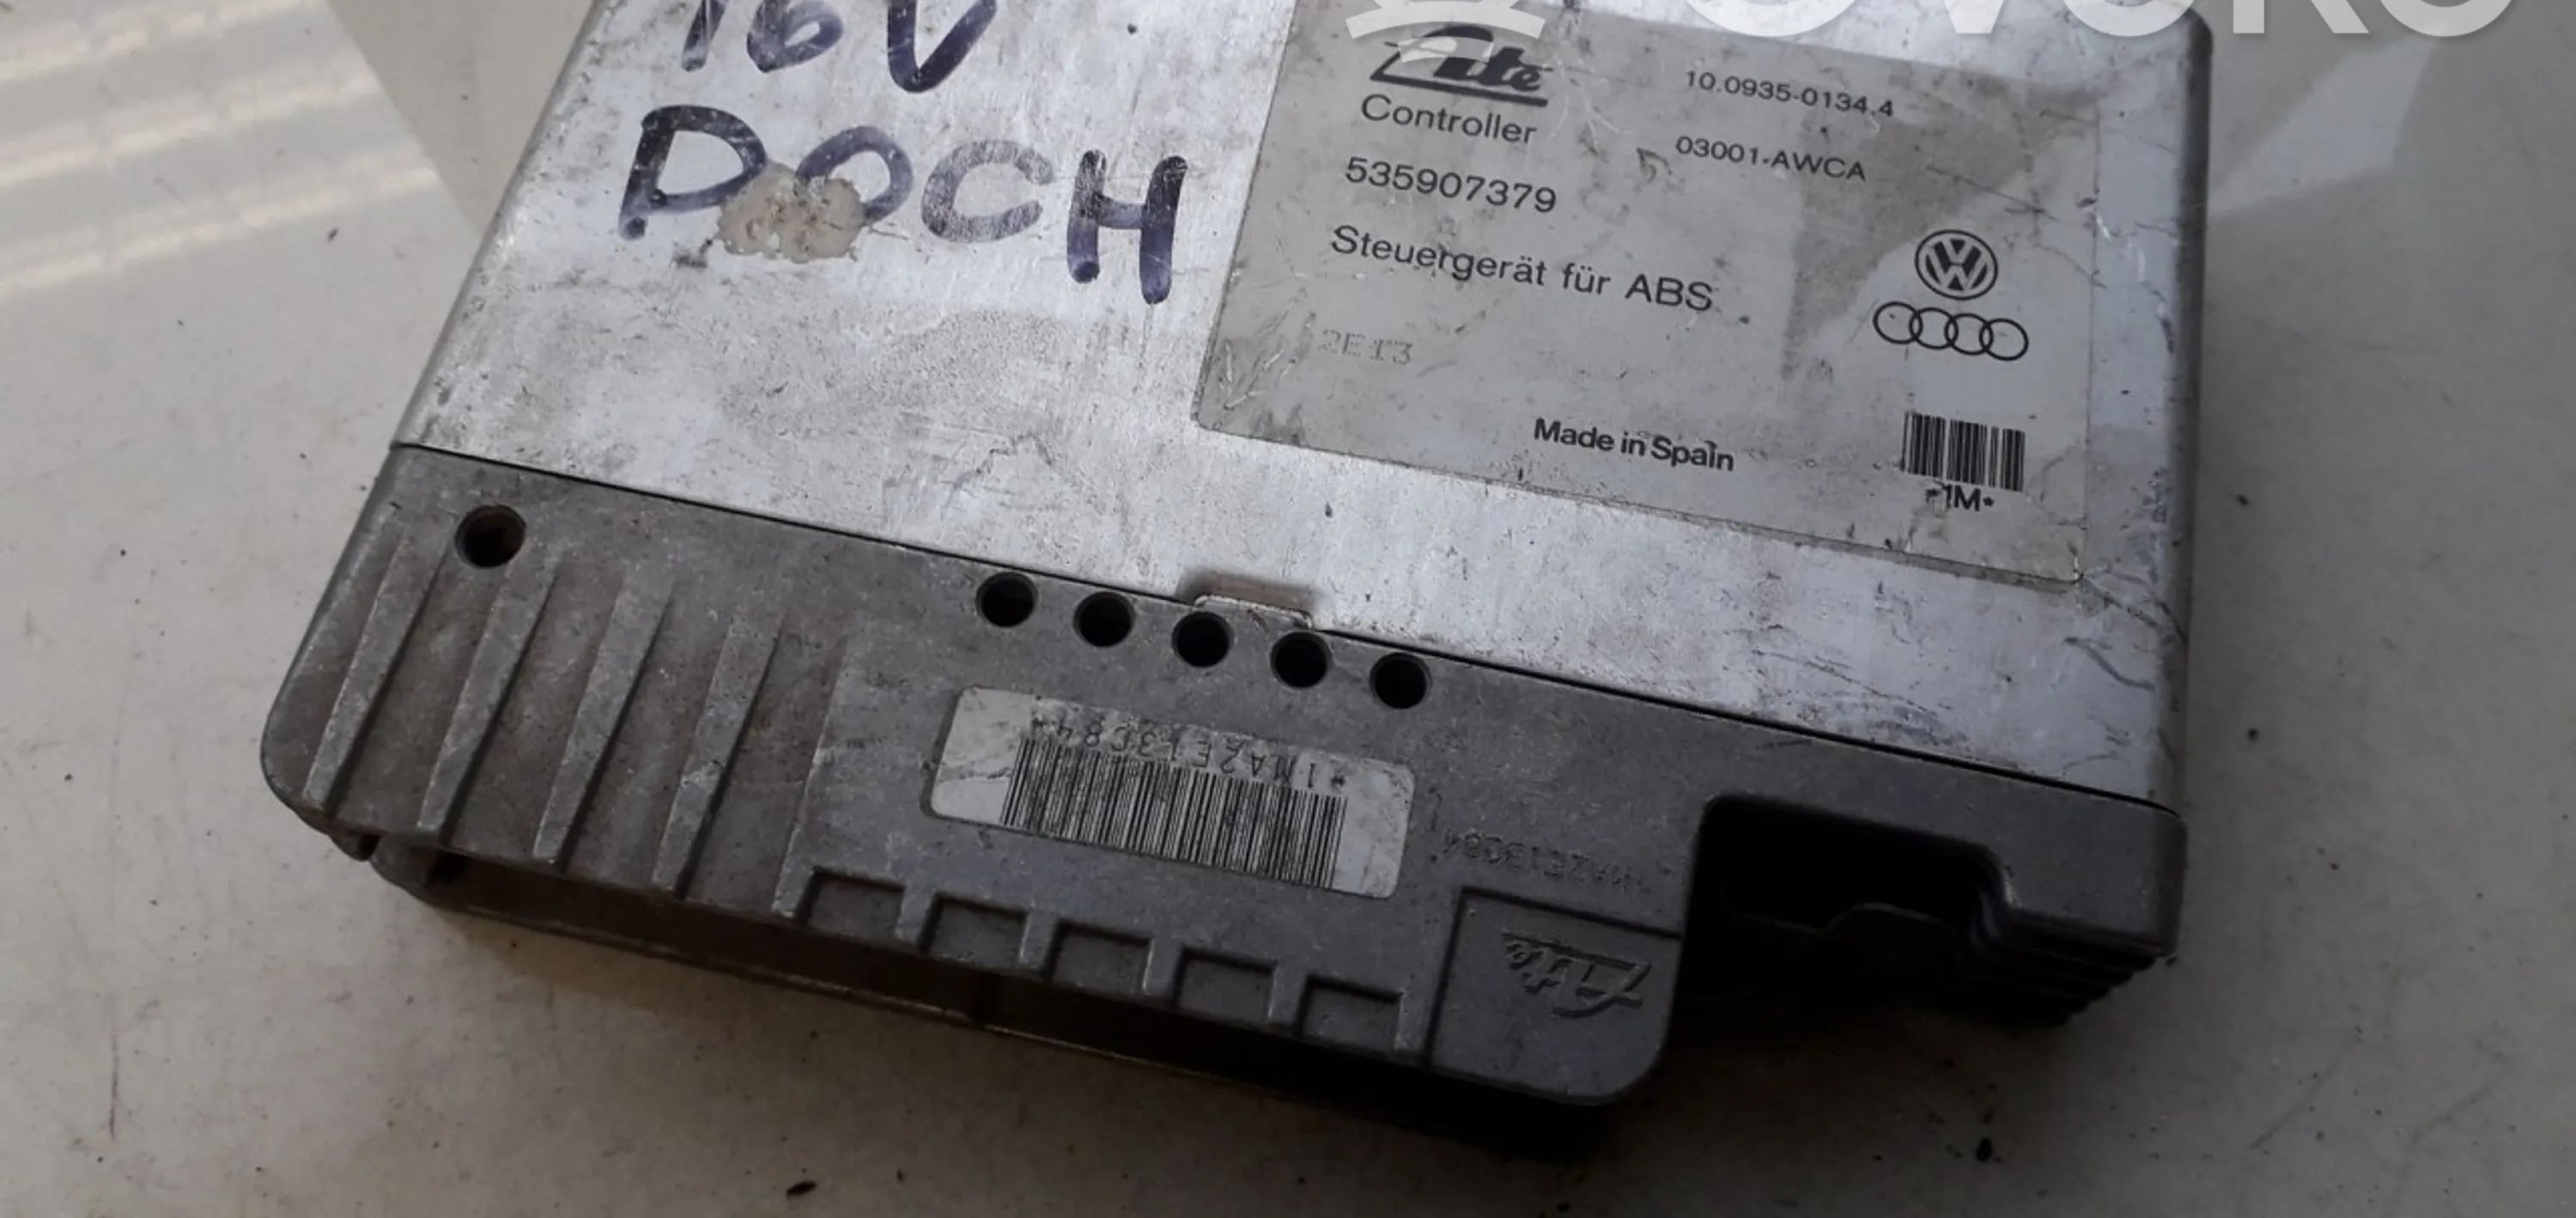 16V
POCH
Ate
10.0935-0134.4
Controller
03001-AWCA
535907379
Steuergerät für ABS
2E13
Made in Spain
*1M*
*1MA2E13C84*
Ate